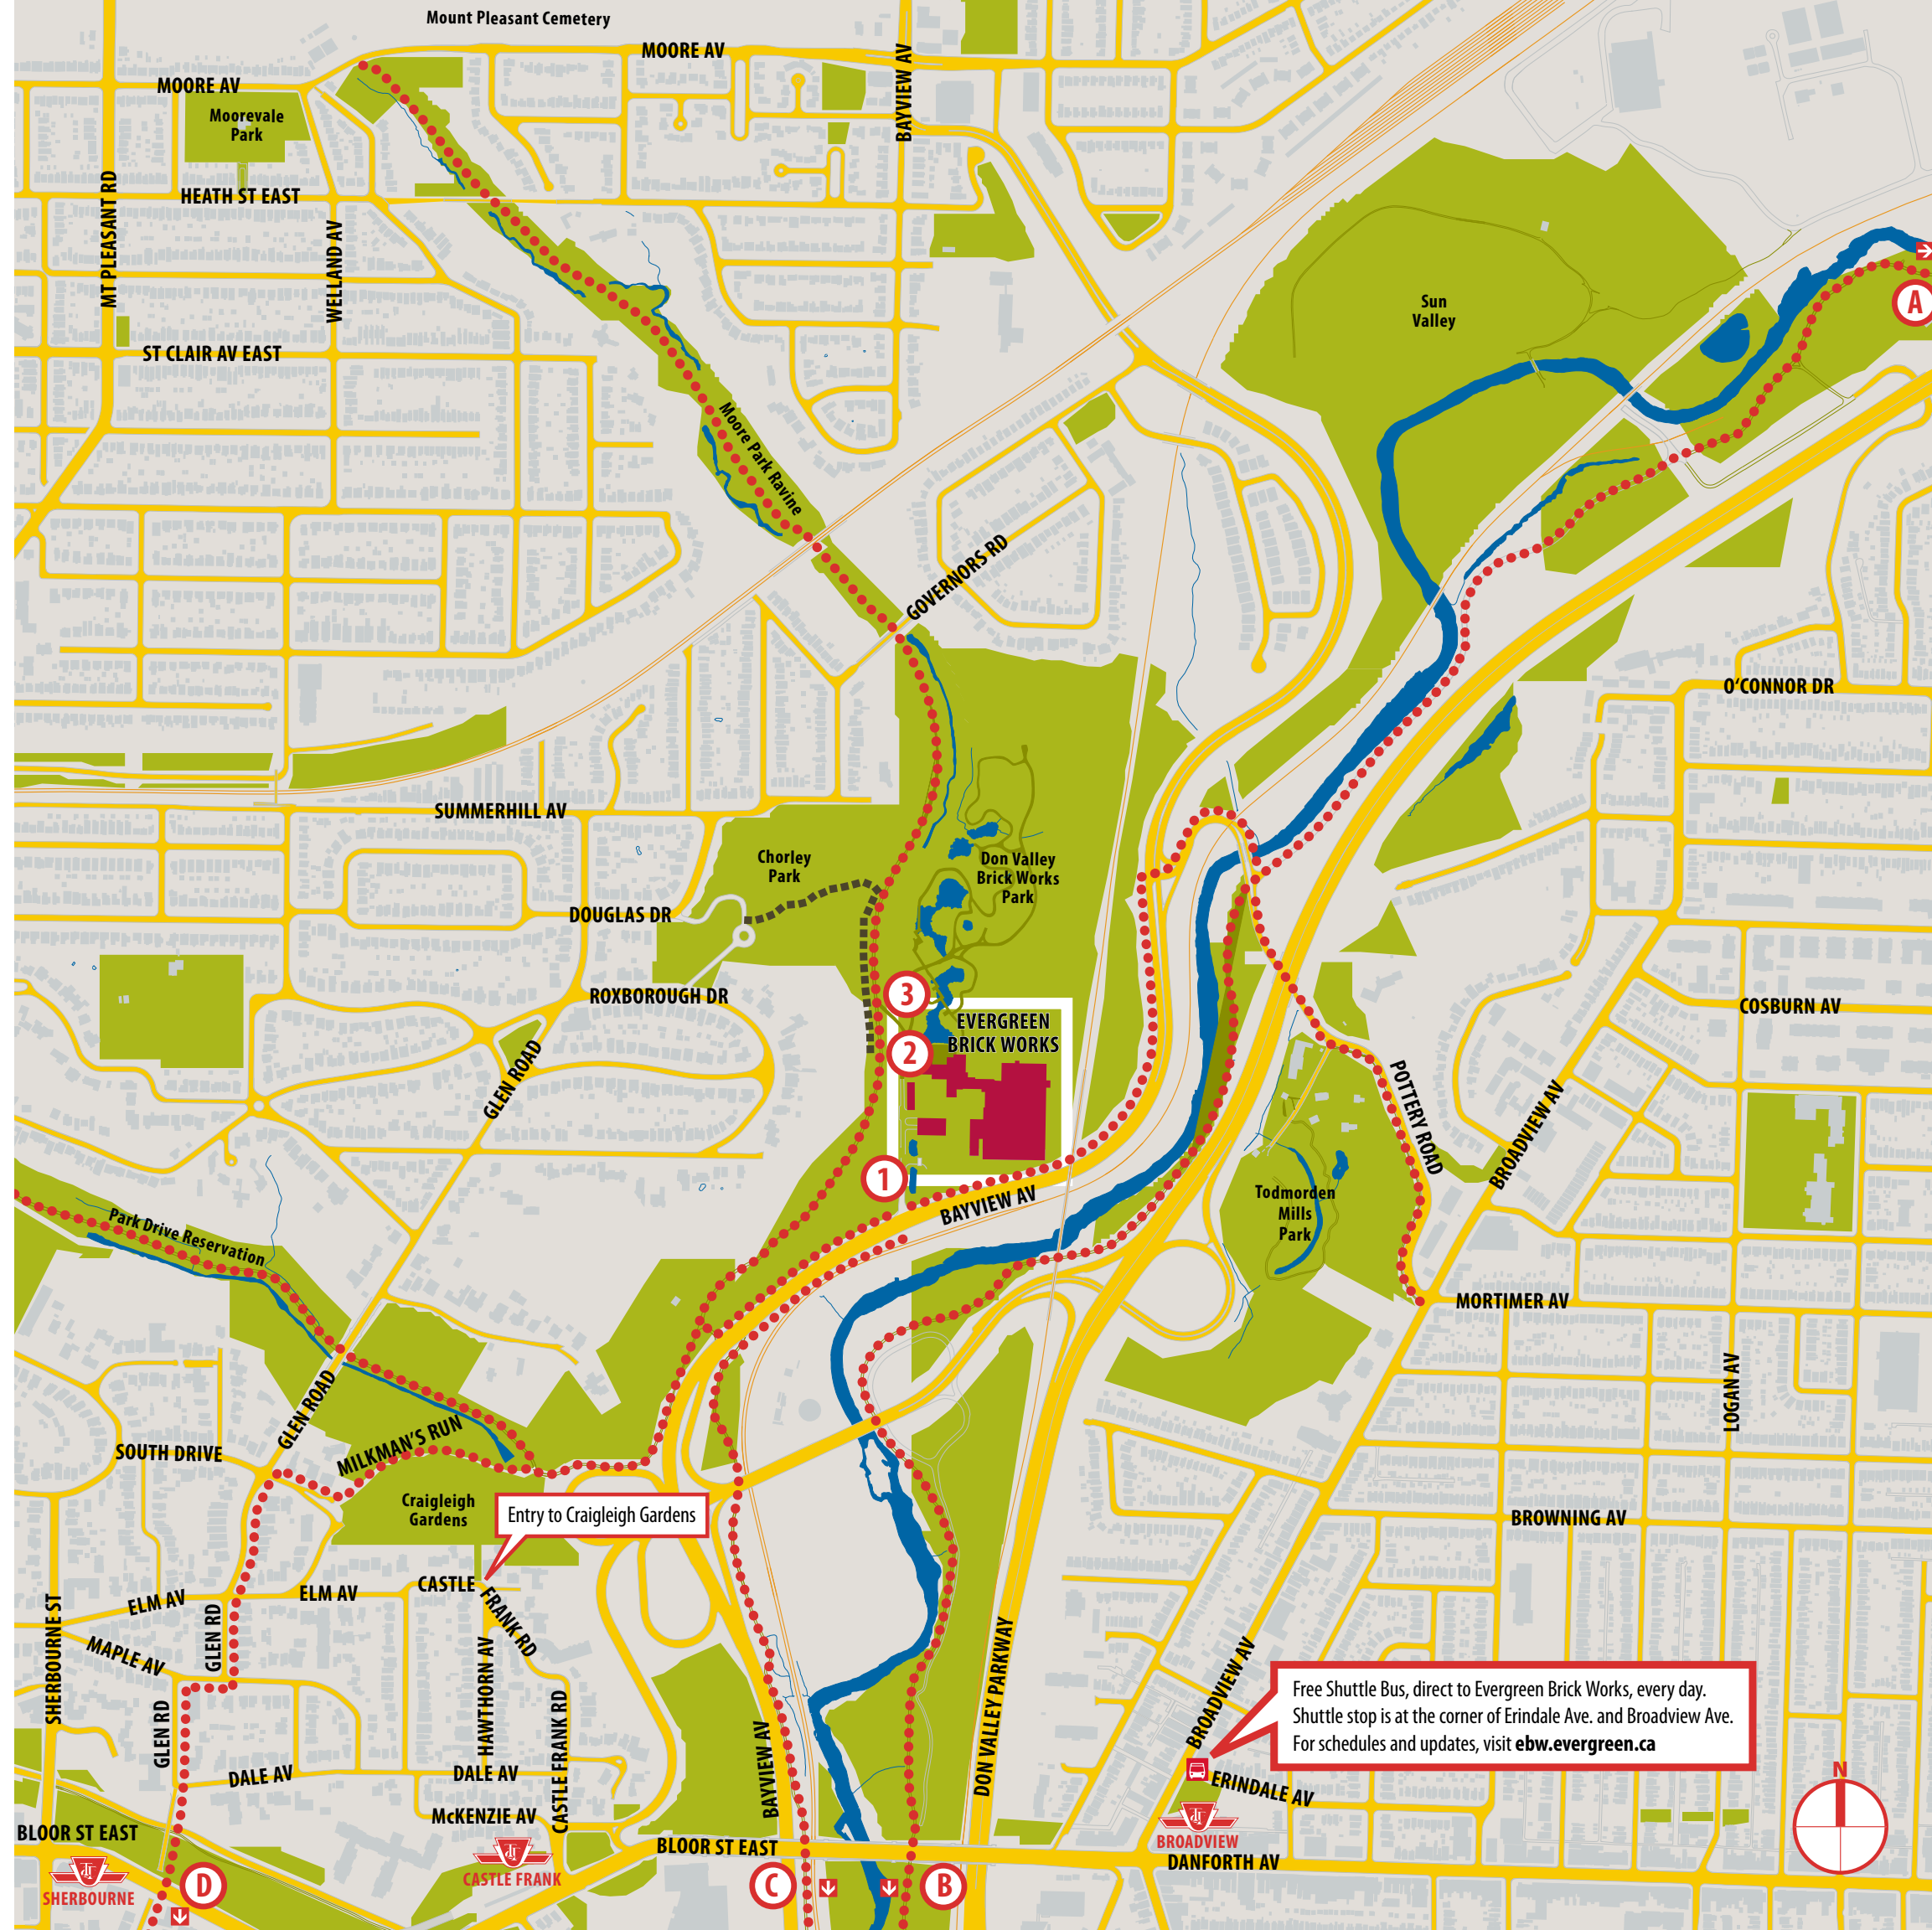 Mount Pleasant Cemetery
MOORE AV
MOORE AV
BAYVIEW AV
Moorevale
Park
MT PLEASANT RD
HEATH ST EAST
WELLAND AV
ST CLAIR AV EAST
Sun
Valley
A
Moore Park Ravine
GOVERNORS RD
O'CONNOR DR
SUMMERHILL AV
Chorley
Park
Don Valley
Brick Works
Park
DOUGLAS DR
ROXBOROUGH DR
3
EVERGREEN
BRICK WORKS
2
COSBURN AV
GLEN ROAD
POTTERY ROAD
BROADVIEW AV
1
BAYVIEW AV
Todmorden
Mills
Park
Park Drive Reservation
MORTIMER AV
GLEN ROAD
LOGAN AV
MILKMAN'S RUN
SOUTH DRIVE
Craigleigh
Gardens
Entry to Craigleigh Gardens
BROWNING AV
CASTLE
FRANK RD
ELM AV
ELM AV
SHERBOURNE ST
GLEN RD
MAPLE AV
HAWTHORN AV
CASTLE FRANK RD
GLEN RD
DON VALLEY PARKWAY
BROADVIEW AV
Free Shuttle Bus, direct to Evergreen Brick Works, every day.
Shuttle stop is at the corner of Erindale Ave. and Broadview Ave.
For schedules and updates, visit ebw.evergreen.ca
BAYVIEW AV
DALE AV
DALE AV
ERINDALE AV
N
McKENZIE AV
BLOOR ST EAST
BLOOR ST EAST
TTC
BROADVIEW
DANFORTH AV
TTC
CASTLE FRANK
TTC
SHERBOURNE
D
C
B